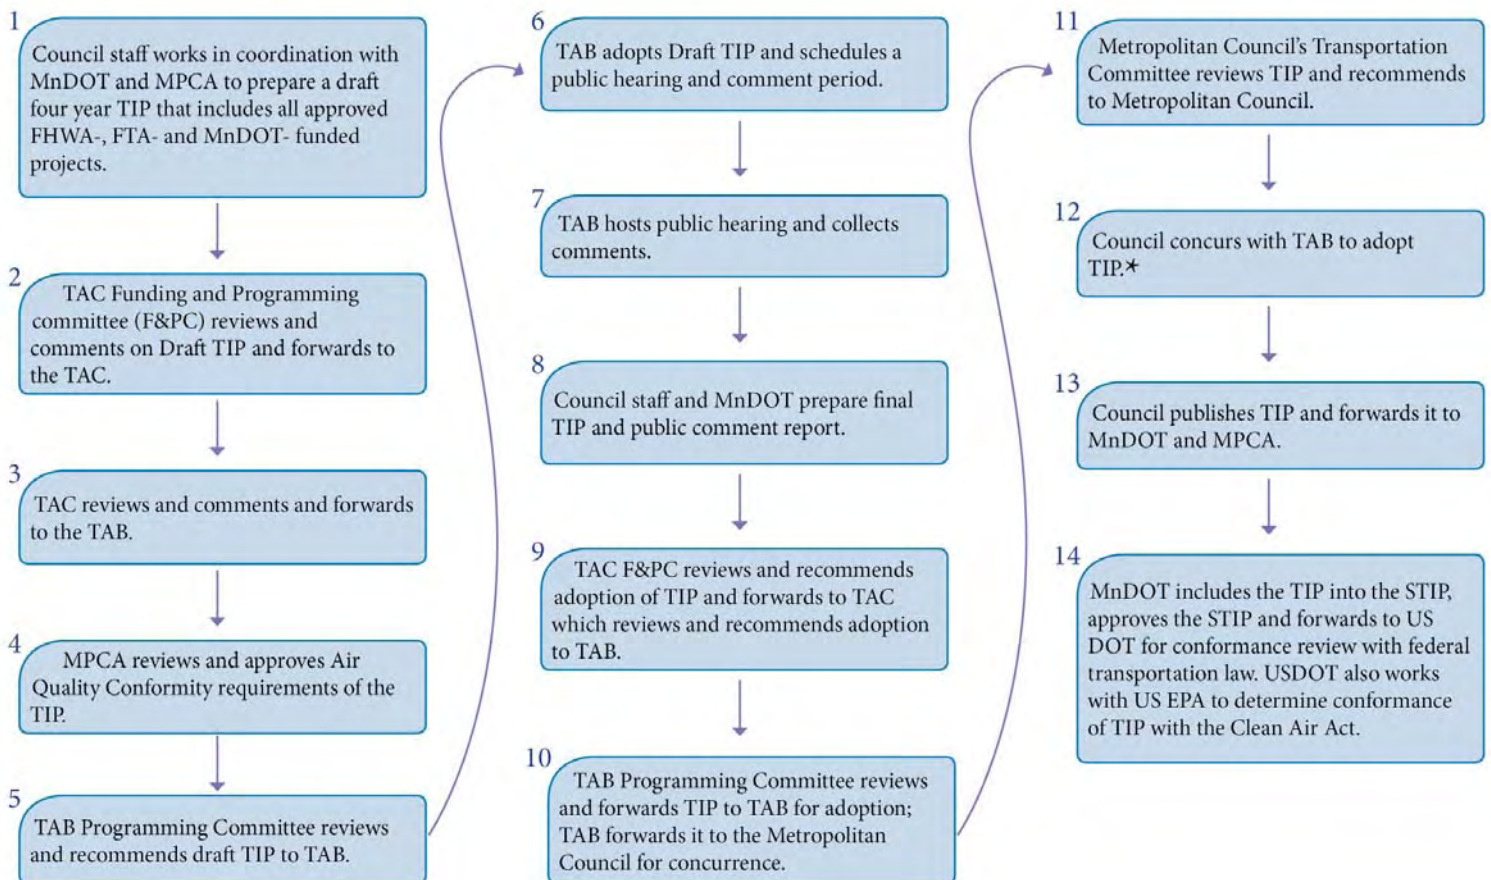 1
Council staff works in coordination with
MnDOT and MPCA to prepare a draft
four year TIP that includes all approved
FHWA-, FTA- and MnDOT- funded
projects.
2
TAC Funding and Programming
committee (F&PC) reviews and
comments on Draft TIP and forwards to
the TAC.
3
TAC reviews and comments and forwards
to the TAB.
4
MPCA reviews and approves Air
Quality Conformity requirements of the
TIP.
5
TAB Programming Committee reviews
and recommends draft TIP to TAB.
6
TAB adopts Draft TIP and schedules a
public hearing and comment period.
7
TAB hosts public hearing and collects
comments.
8
Council staff and MnDOT prepare final
TIP and public comment report.
9
TAC F&PC reviews and recommends
adoption of TIP and forwards to TAC
which reviews and recommends adoption
to TAB.
10
TAB Programming Committee reviews
and forwards TIP to TAB for adoption;
TAB forwards it to the Metropolitan
Council for concurrence.
11
Metropolitan Council's Transportation
Committee reviews TIP and recommends
to Metropolitan Council.
12
Council concurs with TAB to adopt
TIP.*
13
Council publishes TIP and forwards it to
MnDOT and MPCA.
14
MnDOT includes the TIP into the STIP,
approves the STIP and forwards to US
DOT for conformance review with federal
transportation law. USDOT also works
with US EPA to determine conformance
of TIP with the Clean Air Act.